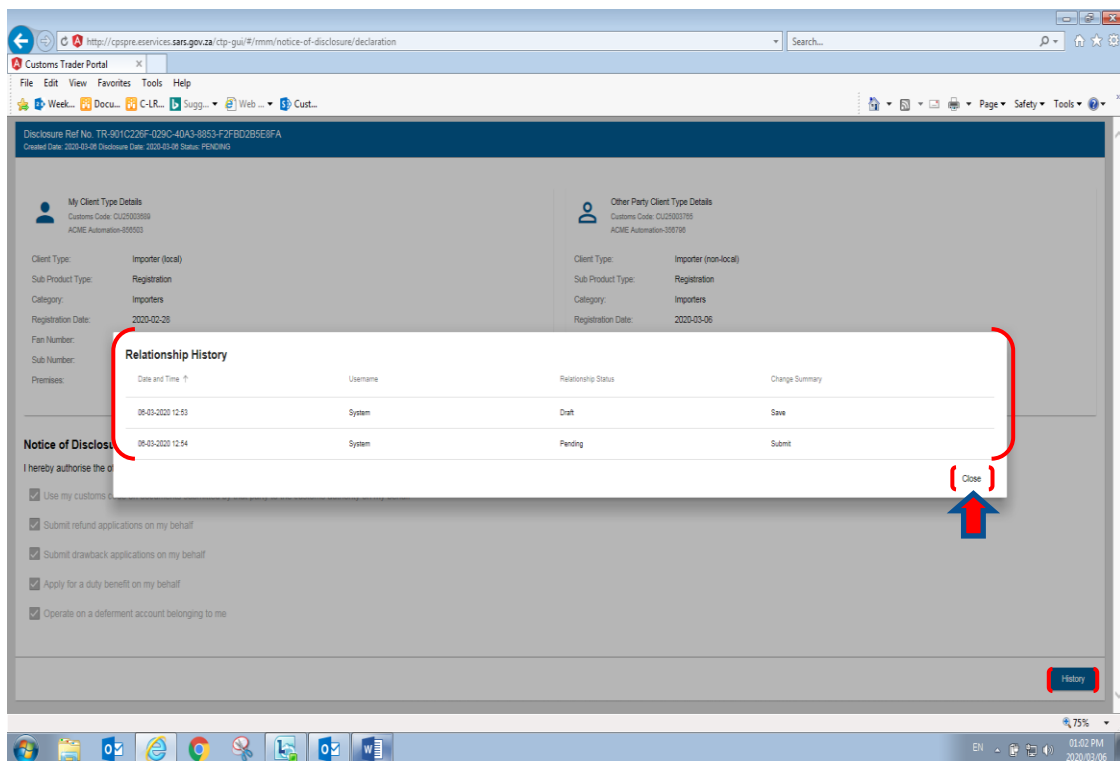 http://cpspre.eservices.sars.gov.za/ctp-gui/#/rmm/notice-of-disclosure/declaration
Search...
Customs Trader Portal
File Edit View Favorites Tools Help
Week... Docu... C-LR... Sugg... Web ... Cust...
Page Safety Tools
Disclosure Ref No. TR-901C226F-029C-40A3-8853-F2FBD2B5E8FA
Created Date: 2020-03-06 Disclosure Date: 2020-03-06 Status: PENDING
My Client Type Details
Customs Code:
ACME
Other Party Client Type Details
Customs Code: CU25003765
ACME
Client Type: Importer (local)
Client Type: Importer (non-local)
Sub Product Type: Registration
Sub Product Type: Registration
Category: Importers
Category: Importers
Registration Date: 2020-02-26
Registration Date: 2020-03-06
Fan Number:
Sub Number:
Premises:
Relationship History
Date and Time ↑ Username Relationship Status Change Summary
06-03-2020 12:53 System Draft Save
06-03-2020 12:54 System Pending Submit
Close
Notice of Disclosu
I hereby authorise the
Use my customs
Submit refund applications on my behalf
Submit drawback applications on my behalf
Apply for a duty benefit on my behalf
Operate on a deferment account belonging to me
History
75%
EN
01:02 PM
2020/03/06